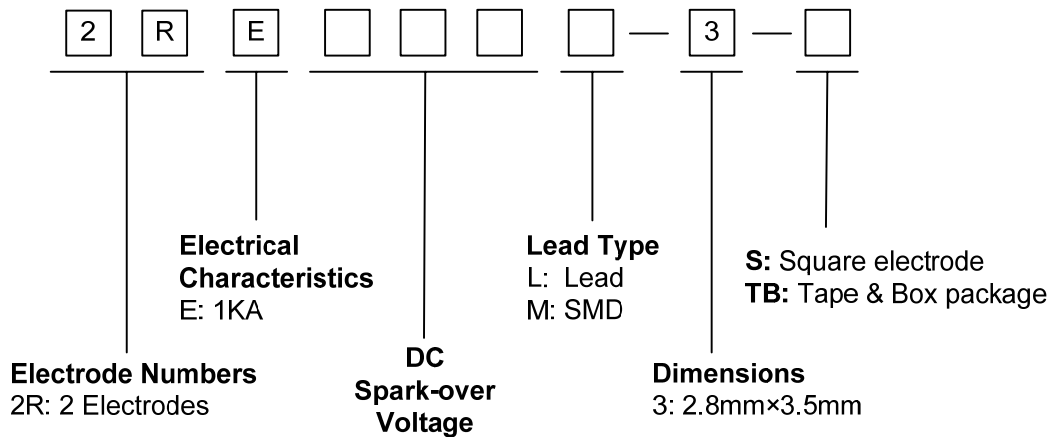 2 R E — 3 —
Electrical
Characteristics
E: 1KA
Lead Type
L: Lead
M: SMD
S: Square electrode
TB: Tape & Box package
Electrode Numbers
2R: 2 Electrodes
DC
Spark-over
Voltage
Dimensions
3: 2.8mm×3.5mm